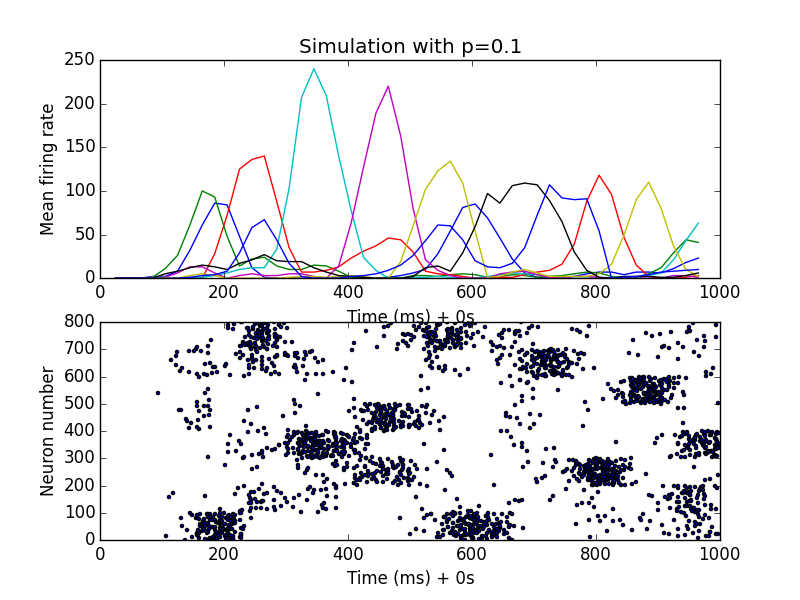 Simulation with p=0.1
250
200
150
100
50
0
Mean firing rate
0 200 400 600 800 1000
Time (ms) + 0s
800
700
600
500
400
300
200
100
0
Neuron number
0 200 400 600 800 1000
Time (ms) + 0s